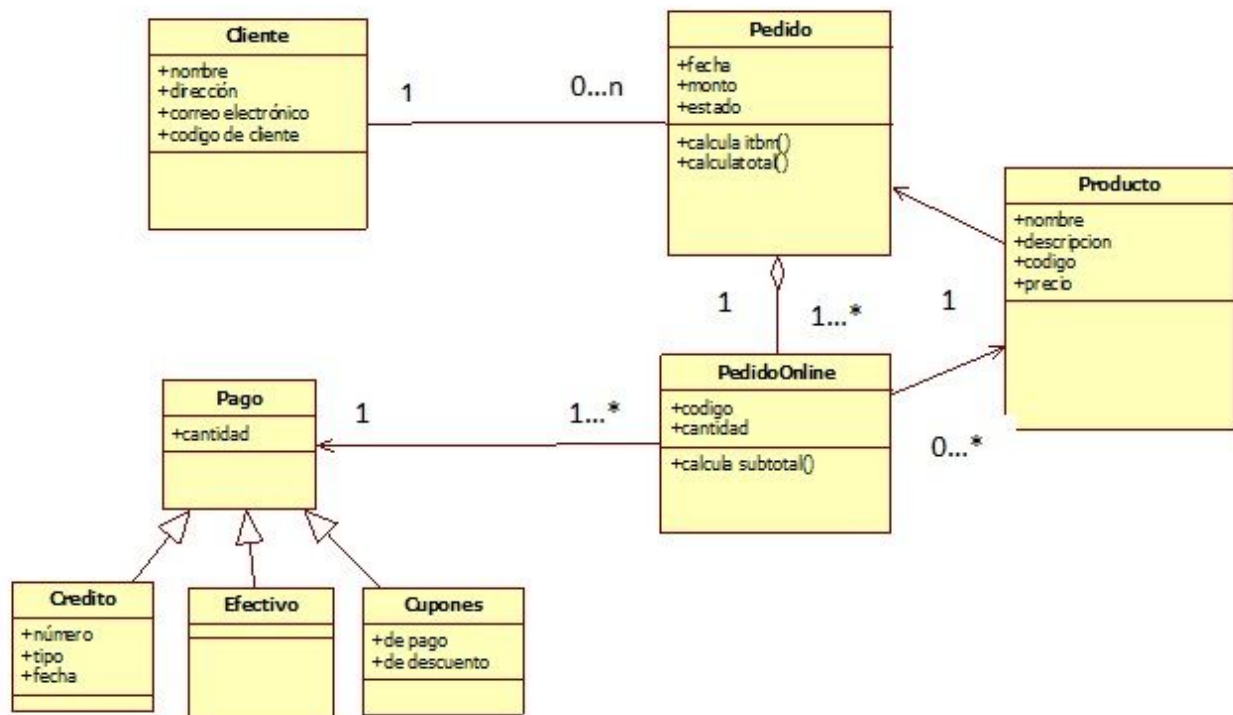 Cliente
+nombre
+dirección
+correo electrónico
+codigo de cliente
1
0...n
Pedido
+fecha
+monto
+estado
+calcula itbm()
+calculatotal()
Producto
+nombre
+descripcion
+codigo
+precio
1
1...*
1
PedidoOnline
+codigo
+cantidad
+calcula subtotal()
0...*
Pago
+cantidad
1
1...*
Credito
+número
+tipo
+fecha
Efectivo
Cupones
+de pago
+de descuento